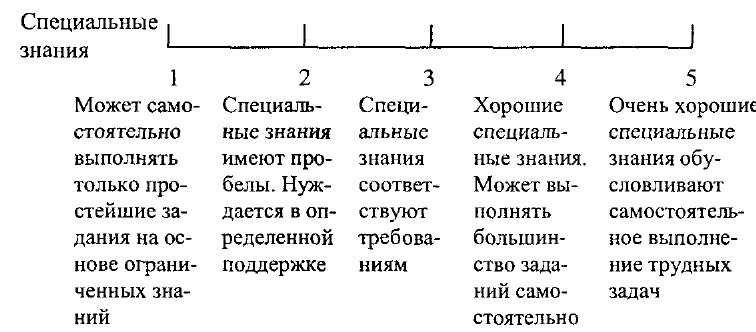 Специальные
знания
1 2 3 4 5
Может само-
стоятельно
выполнять
только про-
стейшие за-
дания на ос-
нове ограни-
ченных зна-
ний
Специаль-
ные знания
имеют про-
белы. Нуж-
дается в оп-
ределенной
поддержке
Специ-
альные
знания
соответ-
ствуют
требова-
ниям
Хорошие
специаль-
ные знания.
Может вы-
полнять
большин-
ство зада-
ний само-
стоятельно
Очень хорошие
специальные
знания обу-
словливают
самостоятель-
ное выполне-
ние трудных
задач